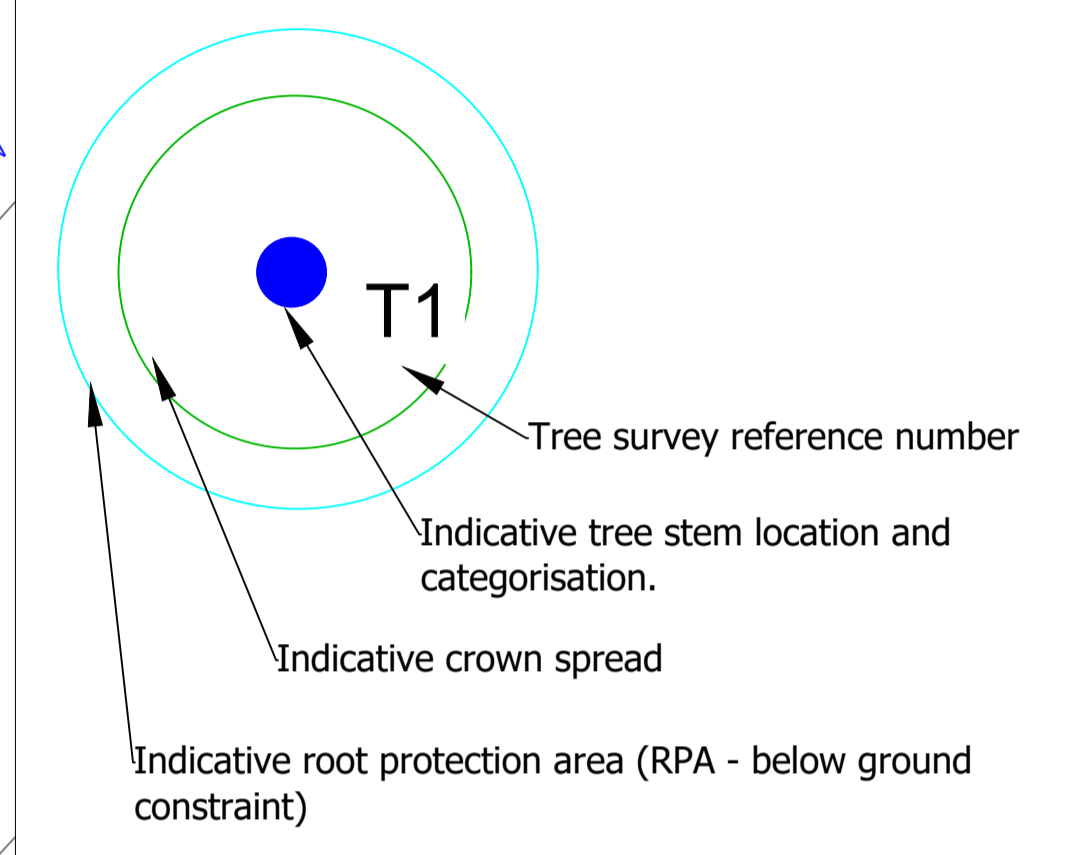 T1
Tree survey reference number
Indicative tree stem location and
categorisation.
Indicative crown spread
Indicative root protection area (RPA - below ground
constraint)